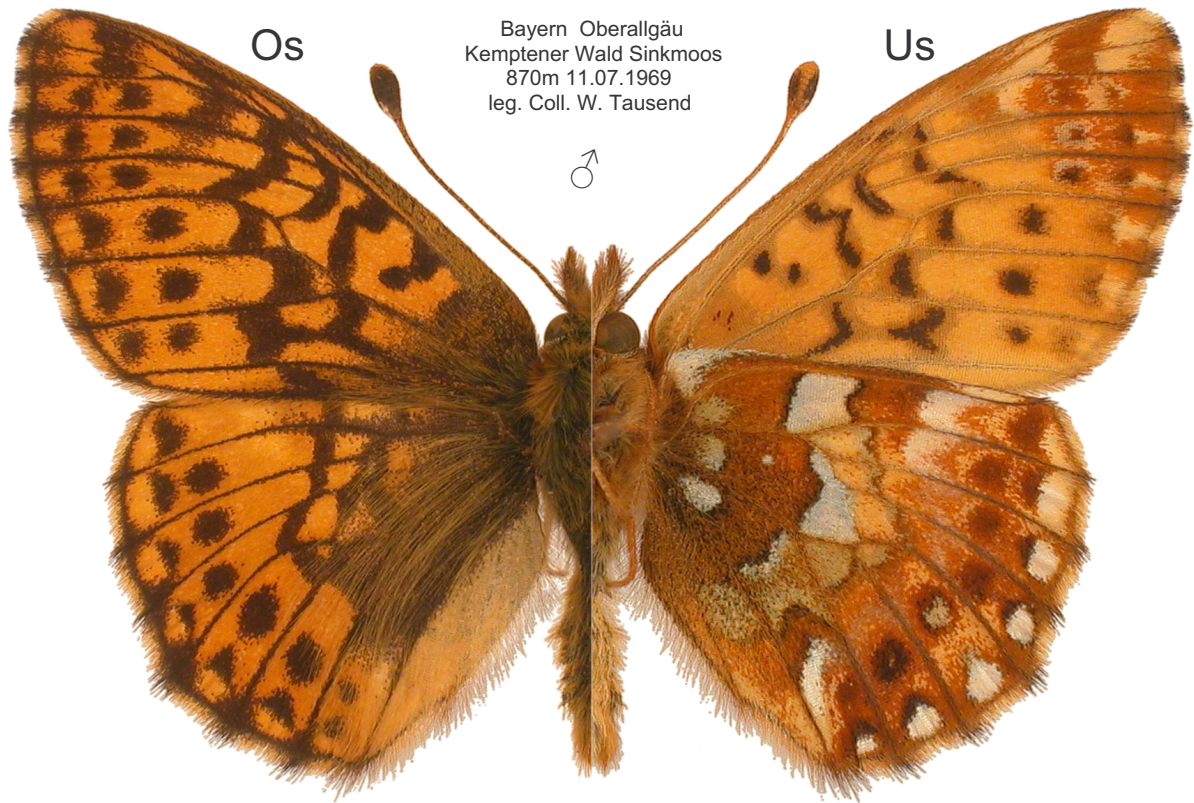 Os
Bayern Oberallgäu
Kemptener Wald Sinkmoos
870m 11.07.1969
leg. Coll. W. Tausend
♂
Us